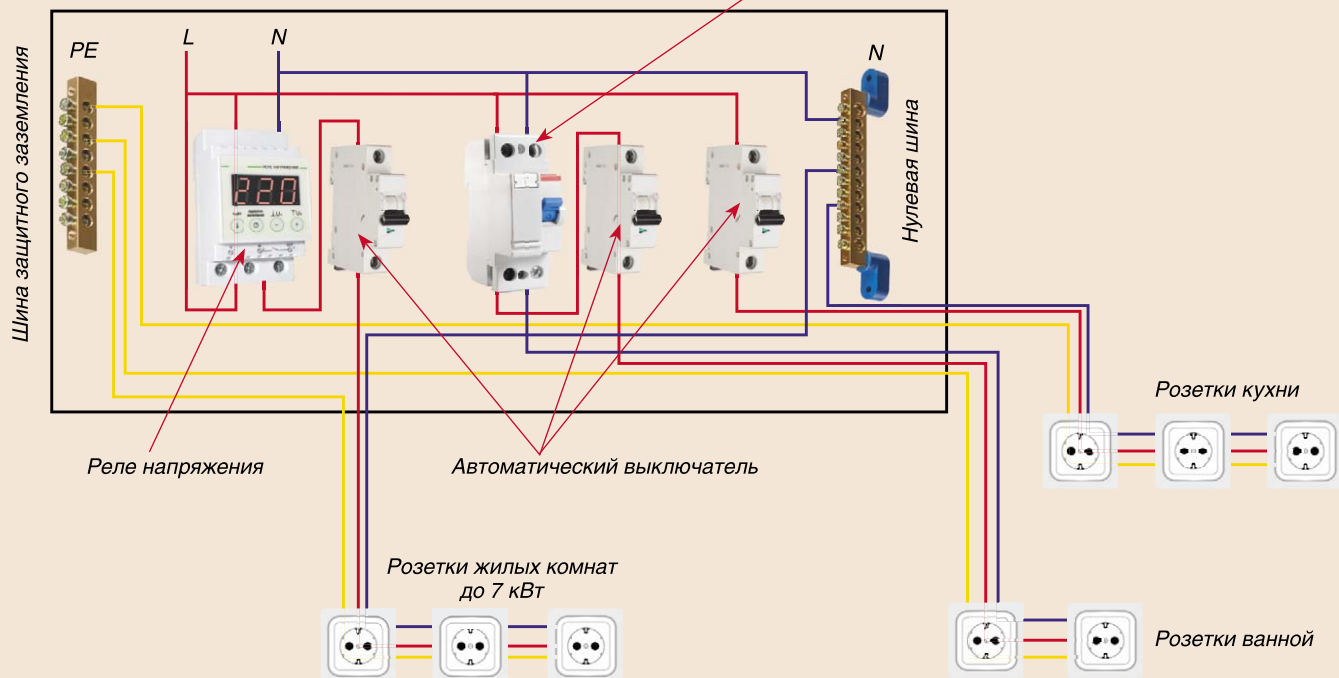 PE
L
N
N
Шина защитного заземления
220
Нулевая шина
Реле напряжения
Автоматический выключатель
Розетки кухни
Розетки жилых комнат
до 7 кВт
Розетки ванной